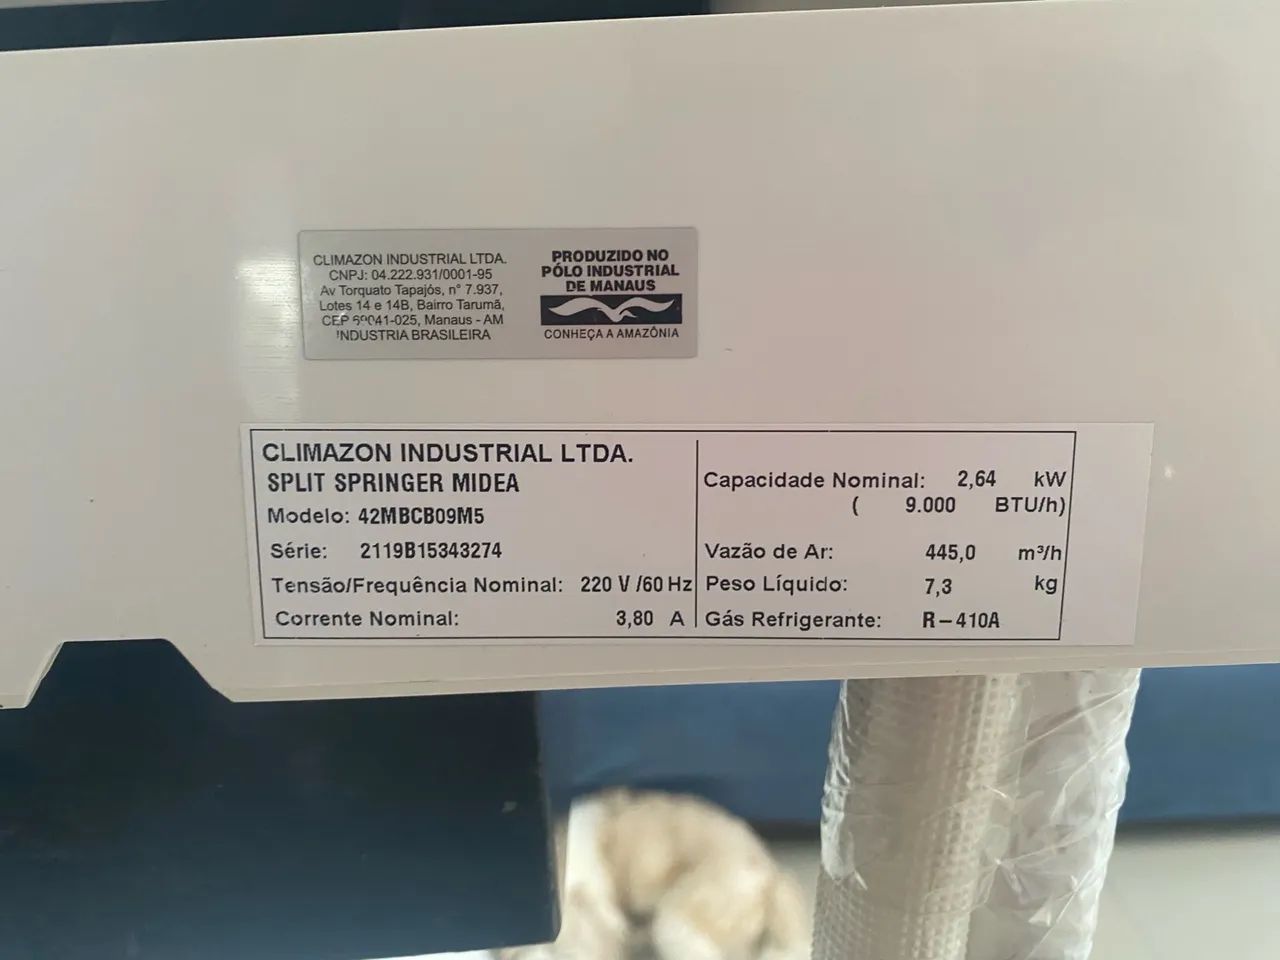 CLIMAZON INDUSTRIAL LTDA.
CNPJ: 04.222.931/0001-95
Av Torquato Tapajós, n° 7.937,
Lotes 14 e 14B, Bairro Tarumã,
CEP 69041-025, Manaus - AM
INDUSTRIA BRASILEIRA
PRODUZIDO NO
PÓLO INDUSTRIAL
DE MANAUS
CONHEÇA A AMAZÔNIA
CLIMAZON INDUSTRIAL LTDA.
SPLIT SPRINGER MIDEA
Modelo: 42MBCB09M5
Série: 2119B15343274
Tensão/Frequência Nominal: 220 V /60 Hz
Corrente Nominal: 3,80 A
Capacidade Nominal: 2,64 kW
( 9.000 BTU/h)
Vazão de Ar: 445,0 m³/h
Peso Líquido: 7,3 kg
Gás Refrigerante: R-410A